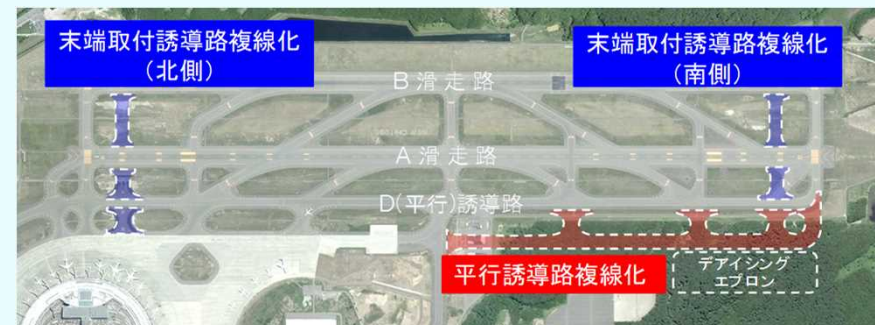 末端取付誘導路複線化
（北側）
末端取付誘導路複線化
（南側）
B滑走路
A滑走路
D(平行)誘導路
平行誘導路複線化
デアイシング
エプロン